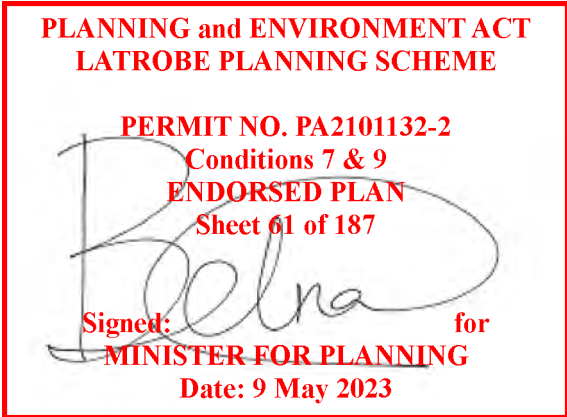 PLANNING and ENVIRONMENT ACT
LATROBE PLANNING SCHEME
PERMIT NO. PA2101132-2
Conditions 7 & 9
ENDORSED PLAN
Sheet 61 of 187
Signed: for
MINISTER FOR PLANNING
Date: 9 May 2023